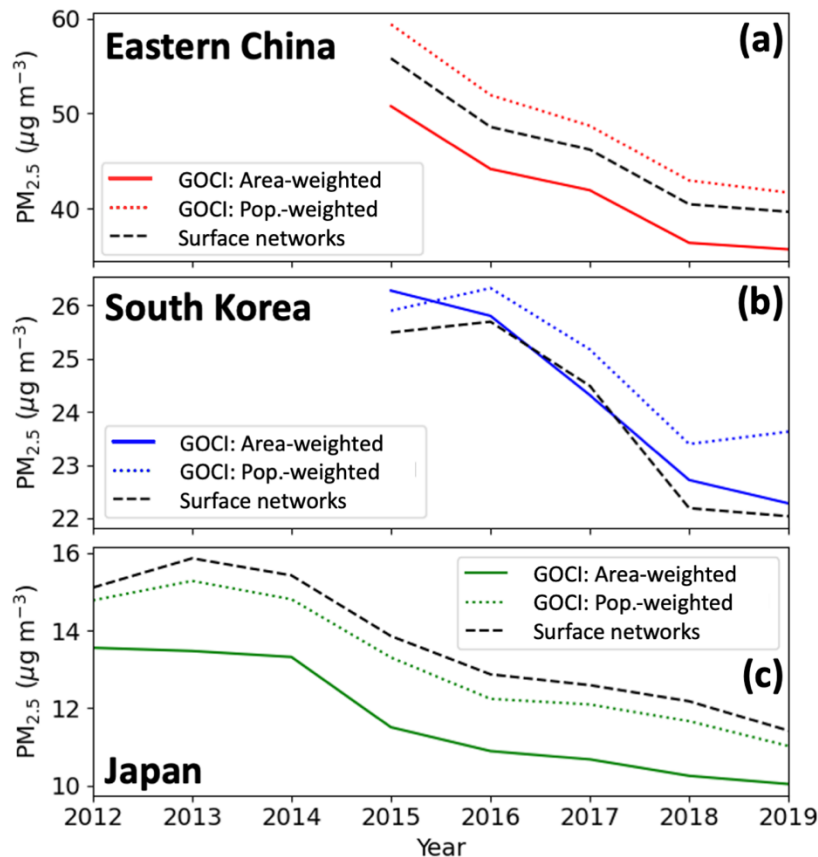 Eastern China
(a)
60
50
40
PM2.5 (μg m−3)
GOCI: Area-weighted
GOCI: Pop.-weighted
Surface networks
South Korea
(b)
26
25
24
23
22
PM2.5 (μg m−3)
GOCI: Area-weighted
GOCI: Pop.-weighted
Surface networks
16
14
12
10
PM2.5 (μg m−3)
GOCI: Area-weighted
GOCI: Pop.-weighted
Surface networks
(c)
Japan
2012 2013 2014 2015 2016 2017 2018 2019
Year